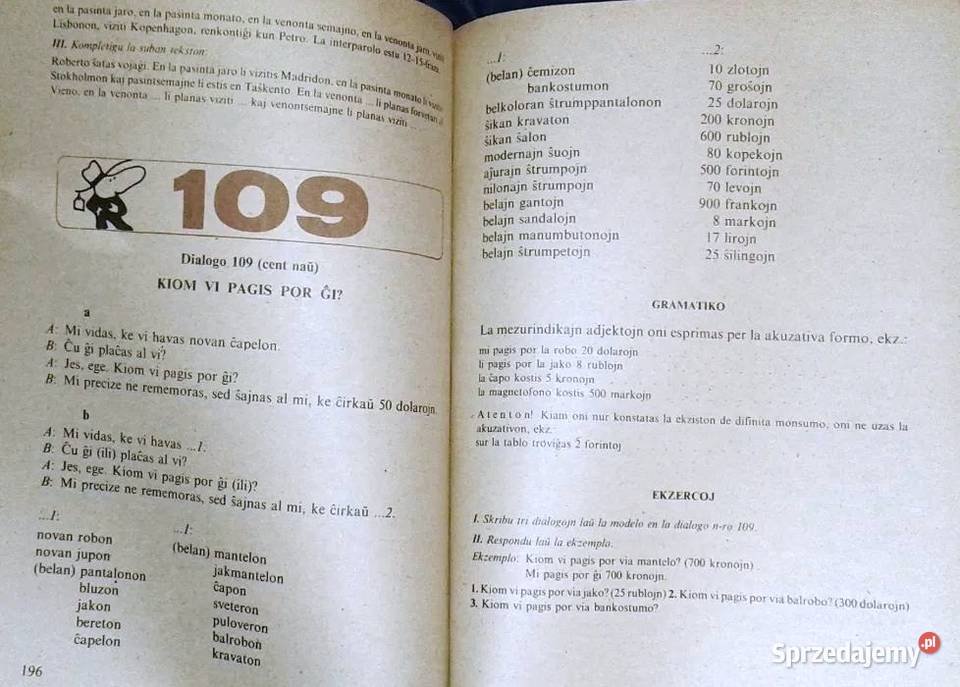 en la pasinta jaro, en la pasinta monato, en la venonta semajno, en la venonta jaro, viziti
Lisbonon, viziti Kopenhagon, renkontiĝi kun Petro. La interparolo estu 12-15-fraza.
III. Kompletigu la suban tekston:
Roberto ŝatas vojaĝi. En la pasinta jaro li vizitis Madridon, en la pasinta monato li vizitis
Stokholmon kaj pasintsemajne li estis en Taŝkento. En la venonta ... li planas forveturi al
Vieno, en la venonta ... li planas viziti ... kaj venontsemajne li planas viziti ...
109
Dialogo 109 (cent naŭ)
KIOM VI PAGIS POR ĜI?
a
A: Mi vidas, ke vi havas novan ĉapelon.
B: Ĉu ĝi plaĉas al vi?
A: Jes, ege. Kiom vi pagis por ĝi?
B: Mi precize ne rememoras, sed ŝajnas al mi, ke ĉirkaŭ 50 dolarojn.
b
A: Mi vidas, ke vi havas ...1.
B: Ĉu ĝi (ili) plaĉas al vi?
A: Jes, ege. Kiom vi pagis por ĝi (ili)?
B: Mi precize ne rememoras, sed ŝajnas al mi, ke ĉirkaŭ ...2.
...1:
novan robon
novan jupon
(belan) pantalonon
bluzon
jakon
bereton
ĉapelon
...1:
(belan) mantelon
jakmantelon
ĉapon
sveteron
puloveron
balrobon
kravaton
196
...1:
(belan) ĉemizon
bankostumon
belkoloran ŝtrumppantalonon
ŝikan kravaton
ŝikan ŝalon
modernajn ŝuojn
aĵurajn ŝtrumpojn
nilonajn ŝtrumpojn
belajn gantojn
belajn sandalojn
belajn manumbutonojn
belajn ŝtrumpetojn
...2:
10 zlotojn
70 groŝojn
25 dolarojn
200 kronojn
600 rublojn
80 kopekojn
500 forintojn
70 levojn
900 frankojn
8 markojn
17 lirojn
25 ŝilingojn
GRAMATIKO
La mezurindikajn adjektojn oni esprimas per la akuzativa formo, ekz.:
mi pagis por la robo 20 dolarojn
li pagis por la jako 8 rublojn
la ĉapo kostis 5 kronojn
la magnetofono kostis 500 markojn
Atenton! Kiam oni nur konstatas la ekziston de difinita monsumo, oni ne uzas la
akuzativon, ekz.
sur la tablo troviĝas 2 forintoj
EKZERCOJ
I. Skribu tri dialogojn laŭ la modelo en la dialogo n-ro 109.
II. Respondu laŭ la ekzemplo.
Ekzemplo: Kiom vi pagis por via mantelo? (700 kronojn)
Mi pagis por ĝi 700 kronojn.
1. Kiom vi pagis por via jako? (25 rublojn) 2. Kiom vi pagis por via balrobo? (300 dolarojn)
3. Kiom vi pagis por via bankostumo?
Sprzedajemy.pl